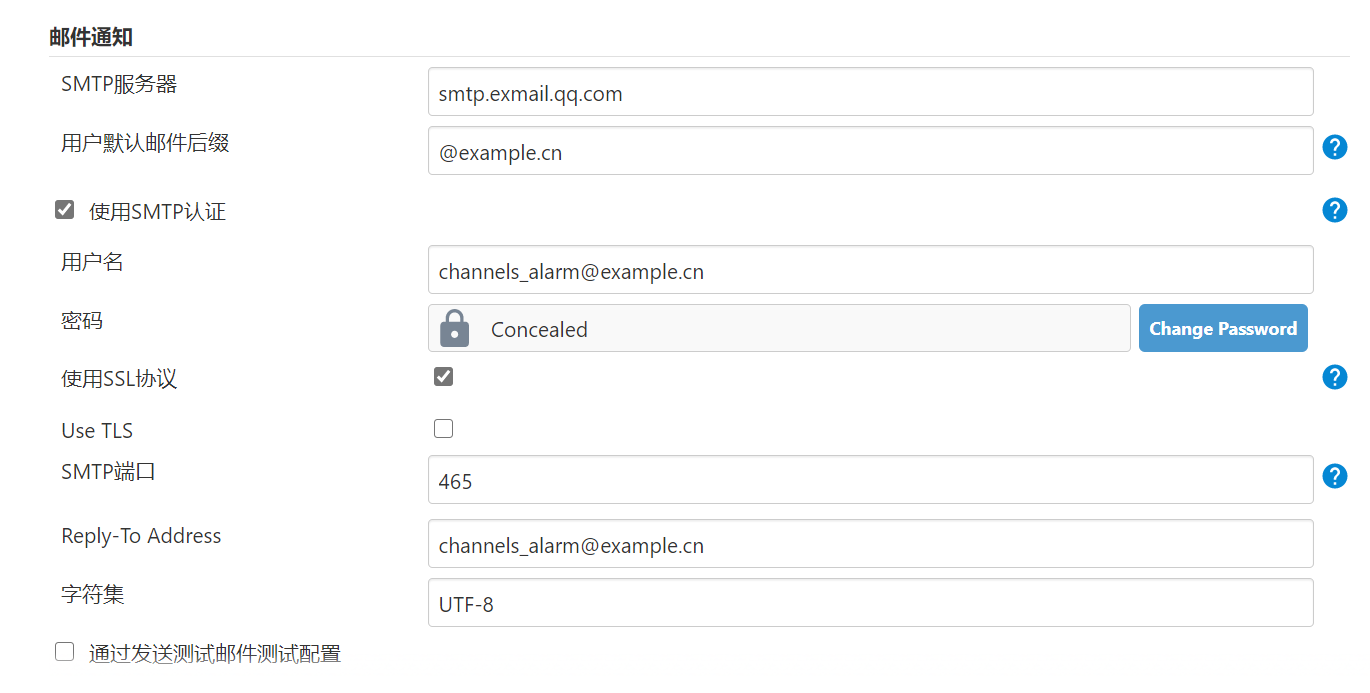 邮件通知
SMTP服务器
smtp.exmail.qq.com
用户默认邮件后缀
@example.cn
?
使用SMTP认证
?
用户名
channels_alarm@example.cn
密码
Concealed
Change Password
使用SSL协议
?
Use TLS
SMTP端口
465
?
Reply-To Address
channels_alarm@example.cn
字符集
UTF-8
通过发送测试邮件测试配置